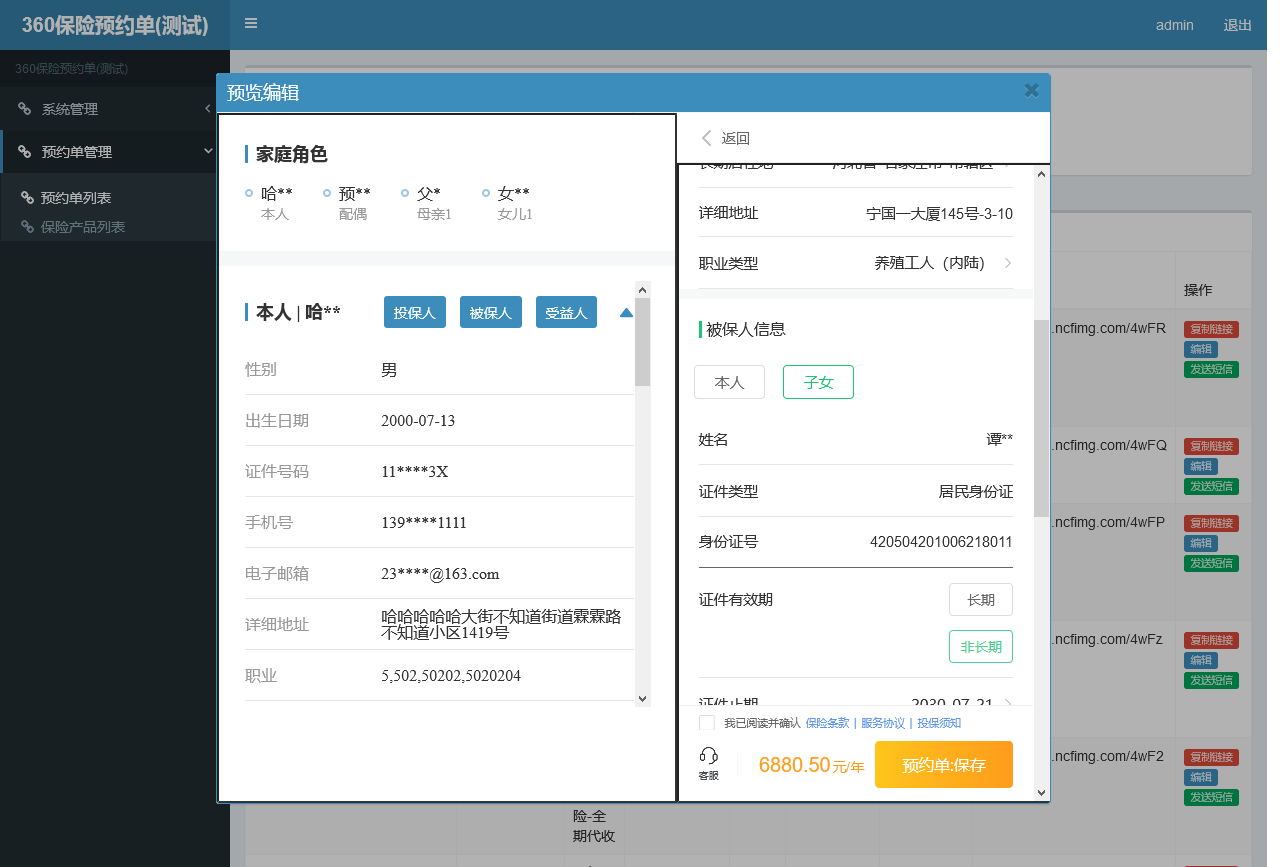 360保险预约单(测试)
admin
退出
360保险预约单(测试)
系统管理
预约单管理
预约单列表
保险产品列表
预览编辑
家庭角色
哈**
预**
父*
女**
本人
配偶
母亲1
女儿1
本人 | 哈**
投保人
被保人
受益人
性别 男
出生日期 2000-07-13
证件号码 11****3X
手机号 139****1111
电子邮箱 23****@163.com
详细地址 哈哈哈哈哈大街不知道街道霖霖路
不知道小区1419号
职业 5,502,50202,5020204
返回
详细地址 宁国一大厦145号-3-10
职业类型 养殖工人（内陆）
被保人信息
本人
子女
姓名 谭**
证件类型 居民身份证
身份证号 420504201006218011
证件有效期 长期
非长期
证件止期 2030-07-21
我已阅读并确认 保险条款 | 服务协议 | 投保须知
客服
6880.50元/年
预约单:保存
操作
.ncfimg.com/4wFR
复制链接
编辑
发送短信
.ncfimg.com/4wFQ
复制链接
编辑
发送短信
.ncfimg.com/4wFP
复制链接
编辑
发送短信
.ncfimg.com/4wFz
复制链接
编辑
发送短信
.ncfimg.com/4wF2
复制链接
编辑
发送短信
险-全
期代收